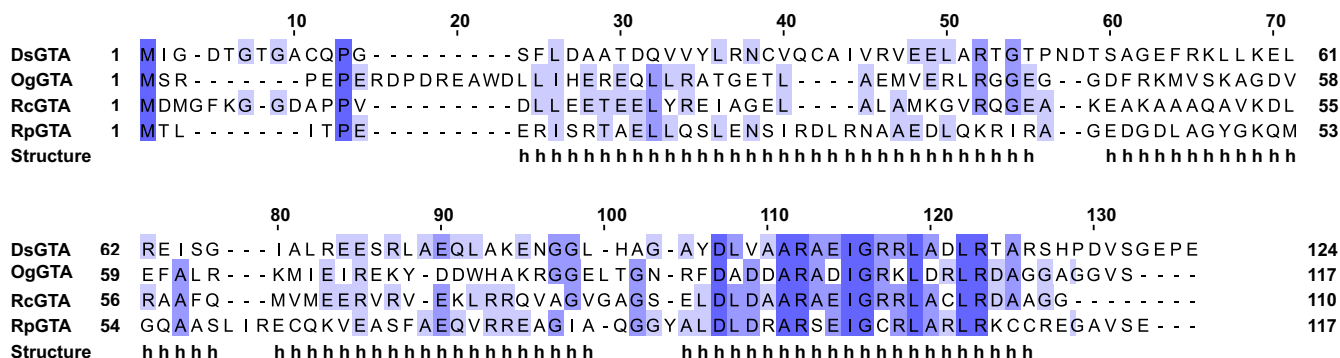 10 20 30 40 50 60 70
DsGTA 1 MIG-DTGTGACQPG---------SFLDAATDQVVYLRNCVQCAIVRVEELARTGTPNDTSAGEFRKLLKEL 61
OgGTA 1 MSR-------PEPERDPDREAWDLLIHEREQLLRATGETL----AEMVERLRGGEG--GDFRKMVSKAGDV 58
RcGTA 1 MDMGFKG-GDAPPV---------DLLEETEELYREIAGEL----ALAMKGVRQGEA--KEAKAAAQAVKDL 55
RpGTA 1 MTL-------ITPE---------ERISRTAELLQSLENSIRDLRNAAEDLQKRIRA--GEDGDLAGYGKQM 53
Structure hhhhhhhhhhhhhhhhhhhhhhhhhhhhhhhh hhhhhhhhhhhh
80 90 100 110 120 130
DsGTA 62 REISG---IALREESRLAEQLAKENGGL-HAG-AYDLVAARAEIGRRLADLRTARSHPDVSGEPE 124
OgGTA 59 EFALR---KMIEIREKY-DDWHAKRGGELTGN-RFDADDARADIGRKLDRLRDAGGAGGVS---- 117
RcGTA 56 RAAFQ---MVMEERVRV-EKLRRQVAGVGAGS-ELDLDAARAEIGRRLACLRDAAGG-------- 110
RpGTA 54 GQAASLIRECQKVEASFAEQVRREAGIA-QGGYALDLDRARSEIGCRLARLRKCCREGAVSE--- 117
Structure hhhhh hhhhhhhhhhhhhhhhhhhh hhhhhhhhhhhhhhhhhhhhhh